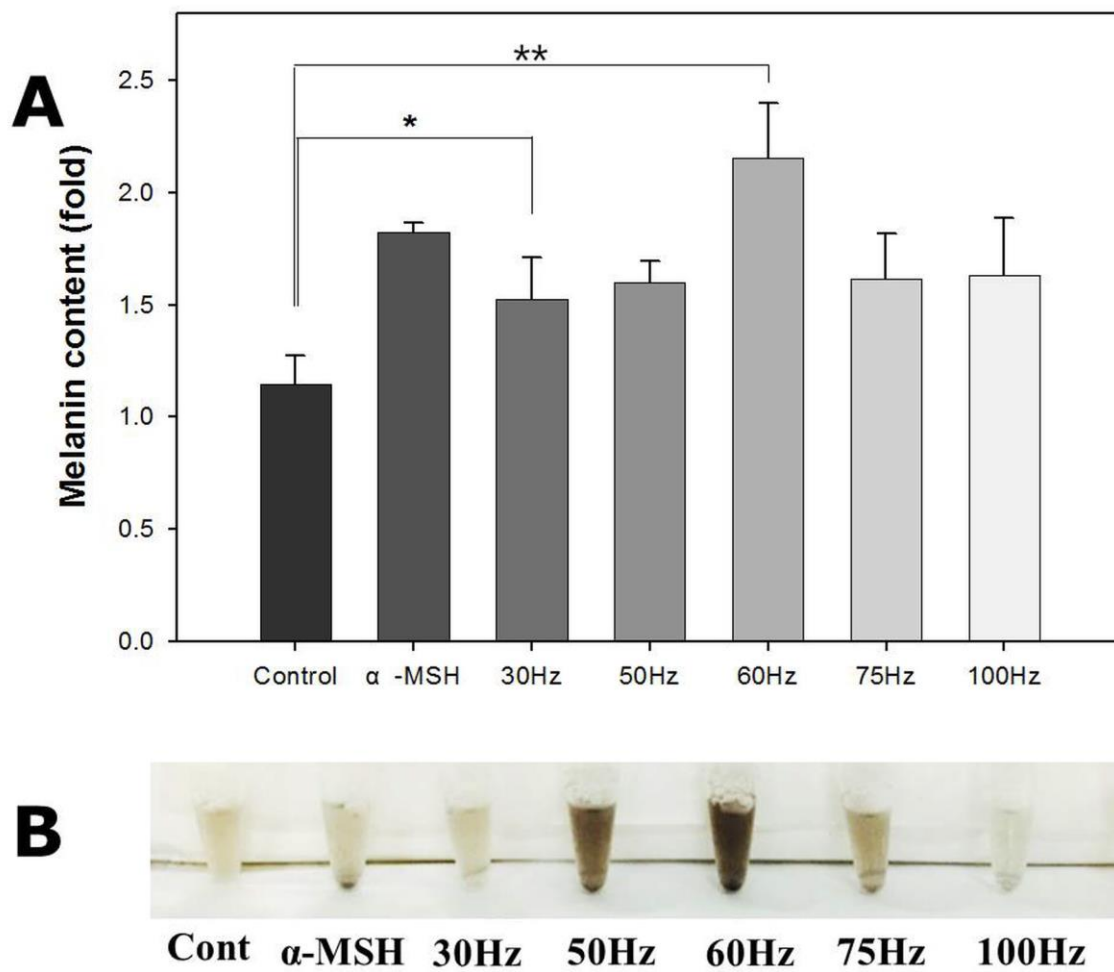 A
Melanin content (fold)
2.5
2.0
1.5
1.0
0.5
0.0
**
*
Control α -MSH 30Hz 50Hz 60Hz 75Hz 100Hz
B
Cont α-MSH 30Hz 50Hz 60Hz 75Hz 100Hz